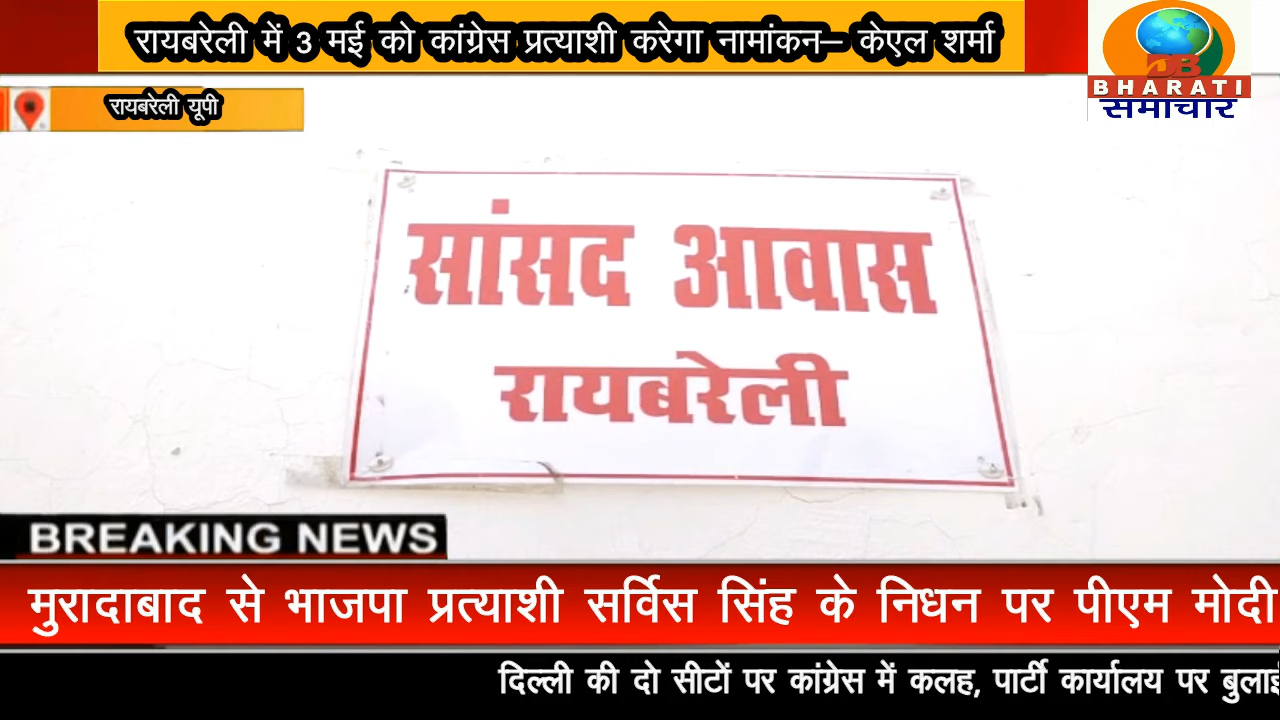 रायबरेली में 3 मई को कांग्रेस प्रत्याशी करेगा नामांकन– केएल शर्मा
BHARATI
समाचार
रायबरेली यूपी
सांसद आवास
रायबरेली
BREAKING NEWS
मुरादाबाद से भाजपा प्रत्याशी सर्विस सिंह के निधन पर पीएम मोदी
दिल्ली की दो सीटों पर कांग्रेस में कलह, पार्टी कार्यालय पर बुलाई